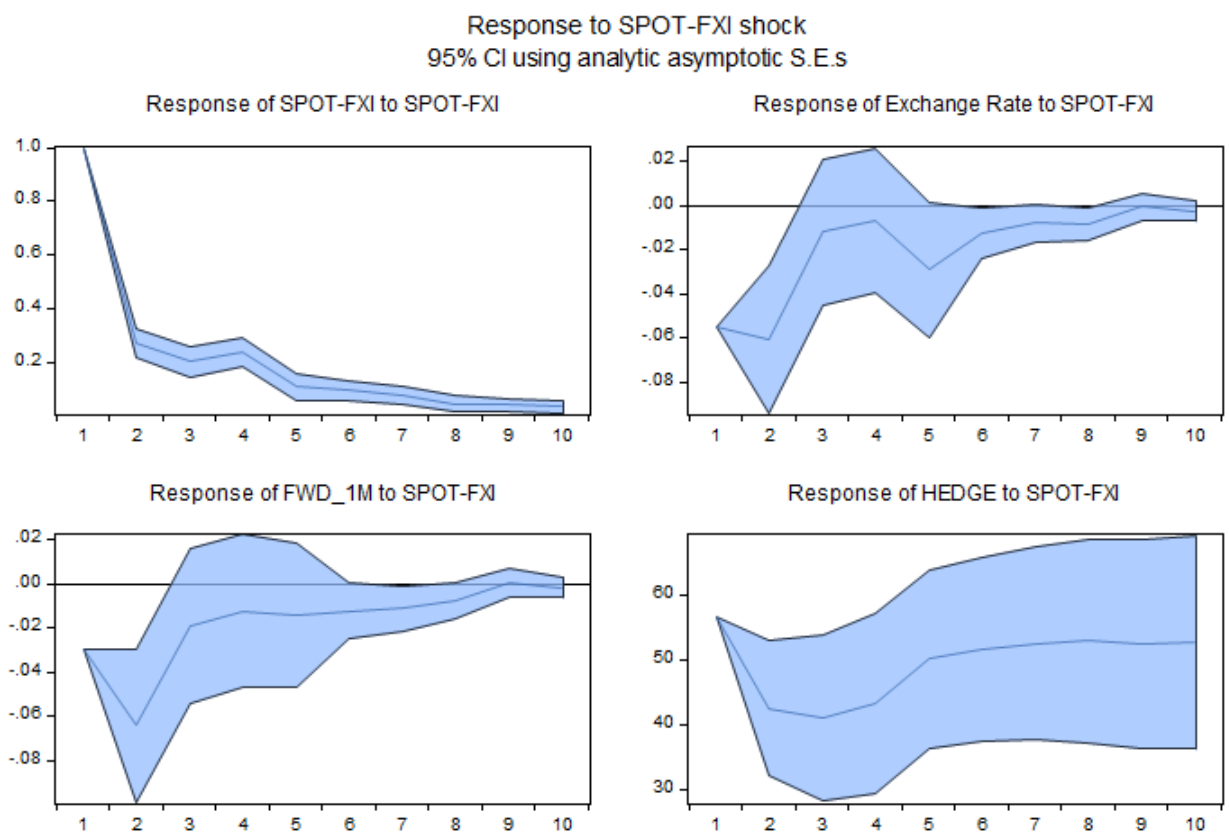 Response to SPOT-FXI shock
95% CI using analytic asymptotic S.E.s
Response of SPOT-FXI to SPOT-FXI
1.0
0.8
0.6
0.4
0.2
1 2 3 4 5 6 7 8 9 10
Response of Exchange Rate to SPOT-FXI
.02
.00
-.02
-.04
-.06
-.08
1 2 3 4 5 6 7 8 9 10
Response of FWD_1M to SPOT-FXI
.02
.00
-.02
-.04
-.06
-.08
1 2 3 4 5 6 7 8 9 10
Response of HEDGE to SPOT-FXI
60
50
40
30
1 2 3 4 5 6 7 8 9 10